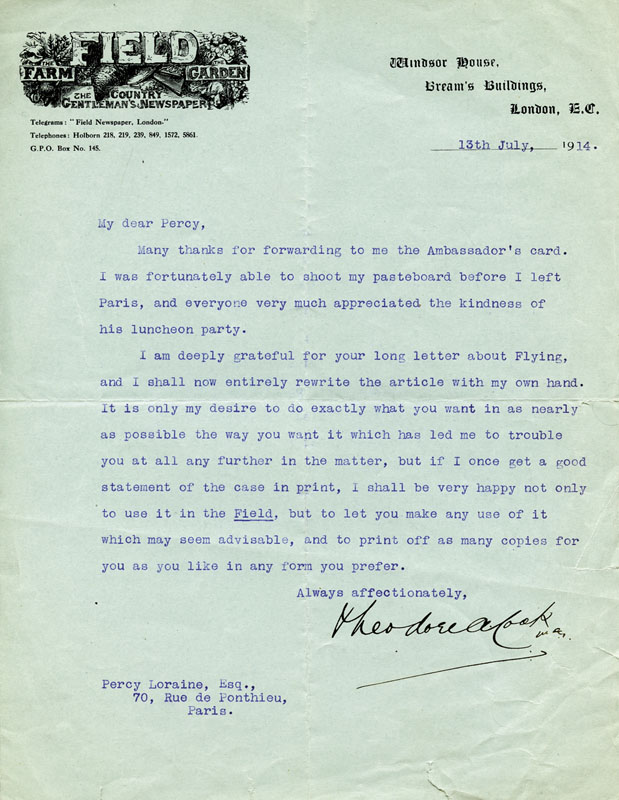 FIELD
THE FARM
THE GARDEN
THE COUNTRY
GENTLEMAN'S NEWSPAPER
Telegrams: "Field Newspaper, London."
Telephones: Holborn 218, 219, 239, 849, 1572, 5861.
G.P.O. Box No. 145.
Windsor House,
Bream's Buildings,
London, E.C.
13th July, 1914.
My dear Percy,
Many thanks for forwarding to me the Ambassador's card.
I was fortunately able to shoot my pasteboard before I left
Paris, and everyone very much appreciated the kindness of
his luncheon party.
I am deeply grateful for your long letter about Flying,
and I shall now entirely rewrite the article with my own hand.
It is only my desire to do exactly what you want in as nearly
as possible the way you want it which has led me to trouble
you at all any further in the matter, but if I once get a good
statement of the case in print, I shall be very happy not only
to use it in the Field, but to let you make any use of it
which may seem advisable, and to print off as many copies for
you as you like in any form you prefer.
Always affectionately,
Theodore A Cook
Percy Loraine, Esq.,
70, Rue de Ponthieu,
Paris.